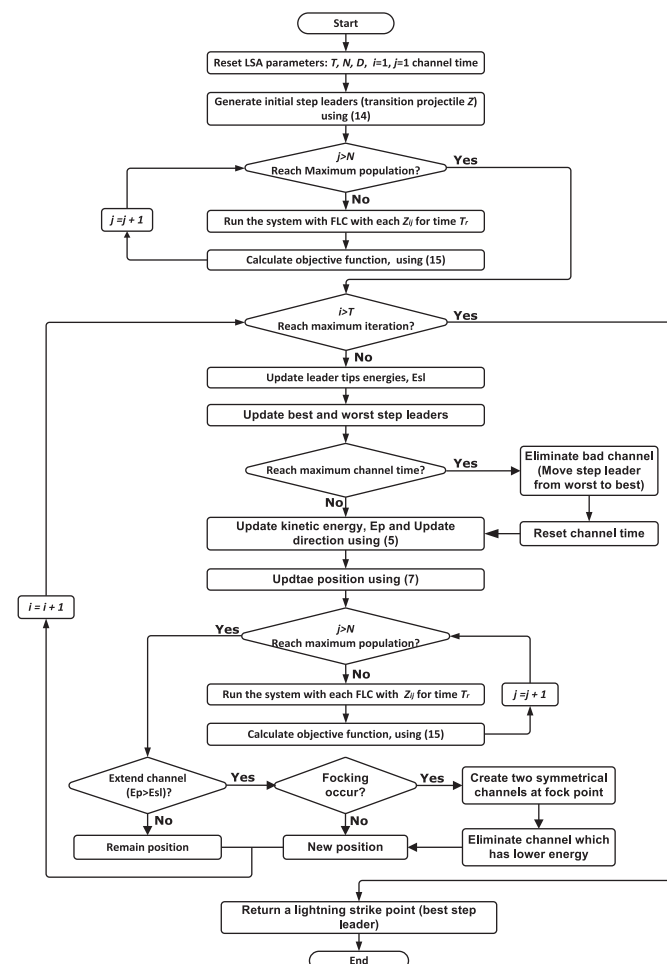 Start
Reset LSA parameters: T, N, D, i=1, j=1 channel time
Generate initial step leaders (transition projectile Z)
using (14)
j>N
Reach Maximum population?
Yes
No
j =j + 1
Run the system with FLC with each Zij for time Tr
Calculate objective function, using (15)
i>T
Reach maximum iteration?
Yes
No
Update leader tips energies, Esl
Update best and worst step leaders
Reach maximum channel time?
Yes
No
Eliminate bad channel
(Move step leader
from worst to best)
Reset channel time
Update kinetic energy, Ep and Update
direction using (5)
Updtae position using (7)
i = i + 1
j>N
Reach maximum population?
Yes
No
Run the system with each FLC with Zij for time Tr
j =j + 1
Calculate objective function, using (15)
Extend channel
(Ep>Esl)?
Yes
No
Focking
occur?
Yes
No
Create two symmetrical
channels at fock point
Eliminate channel which
has lower energy
Remain position
New position
Return a lightning strike point (best step
leader)
End